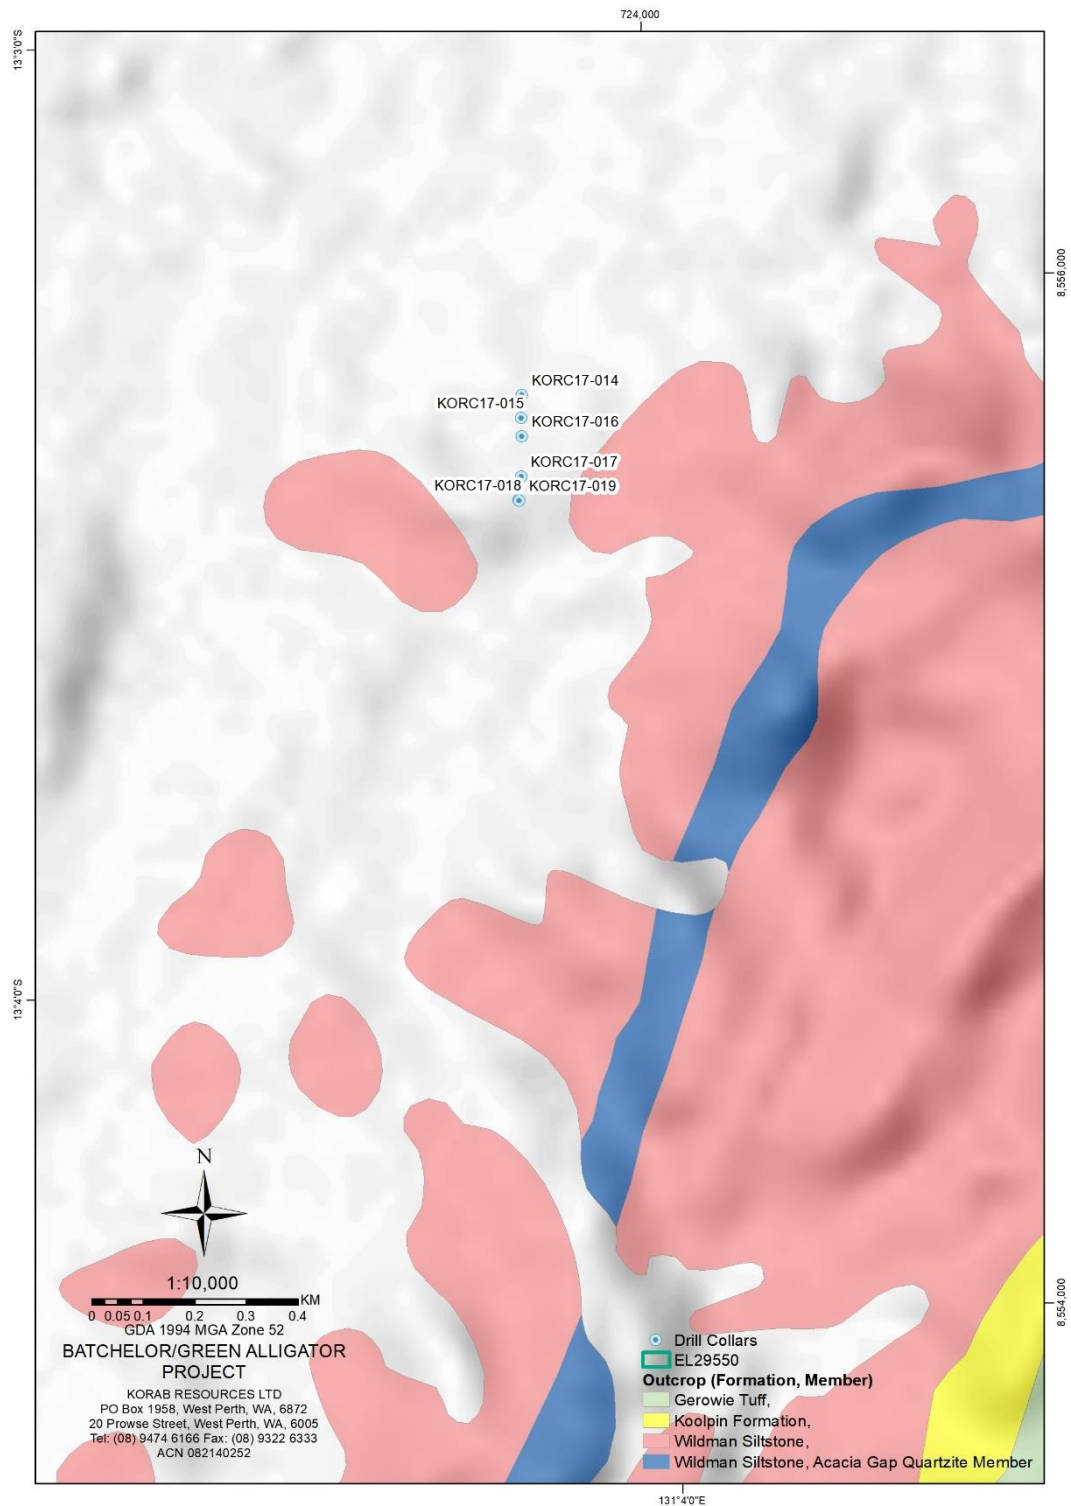 724,000
13°3'0"S
8,556,000
KORC17-014
KORC17-015
KORC17-016
KORC17-017
KORC17-018 KORC17-019
13°4'0"S
N
1:10,000
KM
0 0.05 0.1 0.2 0.3 0.4
GDA 1994 MGA Zone 52
BATCHELOR/GREEN ALLIGATOR
PROJECT
KORAB RESOURCES LTD
PO Box 1958, West Perth, WA, 6872
20 Prowse Street, West Perth, WA, 6005
Tel: (08) 9474 6166 Fax: (08) 9322 6333
ACN 082140252
8,554,000
Drill Collars
EL29550
Outcrop (Formation, Member)
Gerowie Tuff,
Koolpin Formation,
Wildman Siltstone,
Wildman Siltstone, Acacia Gap Quartzite Member
131°4'0"E